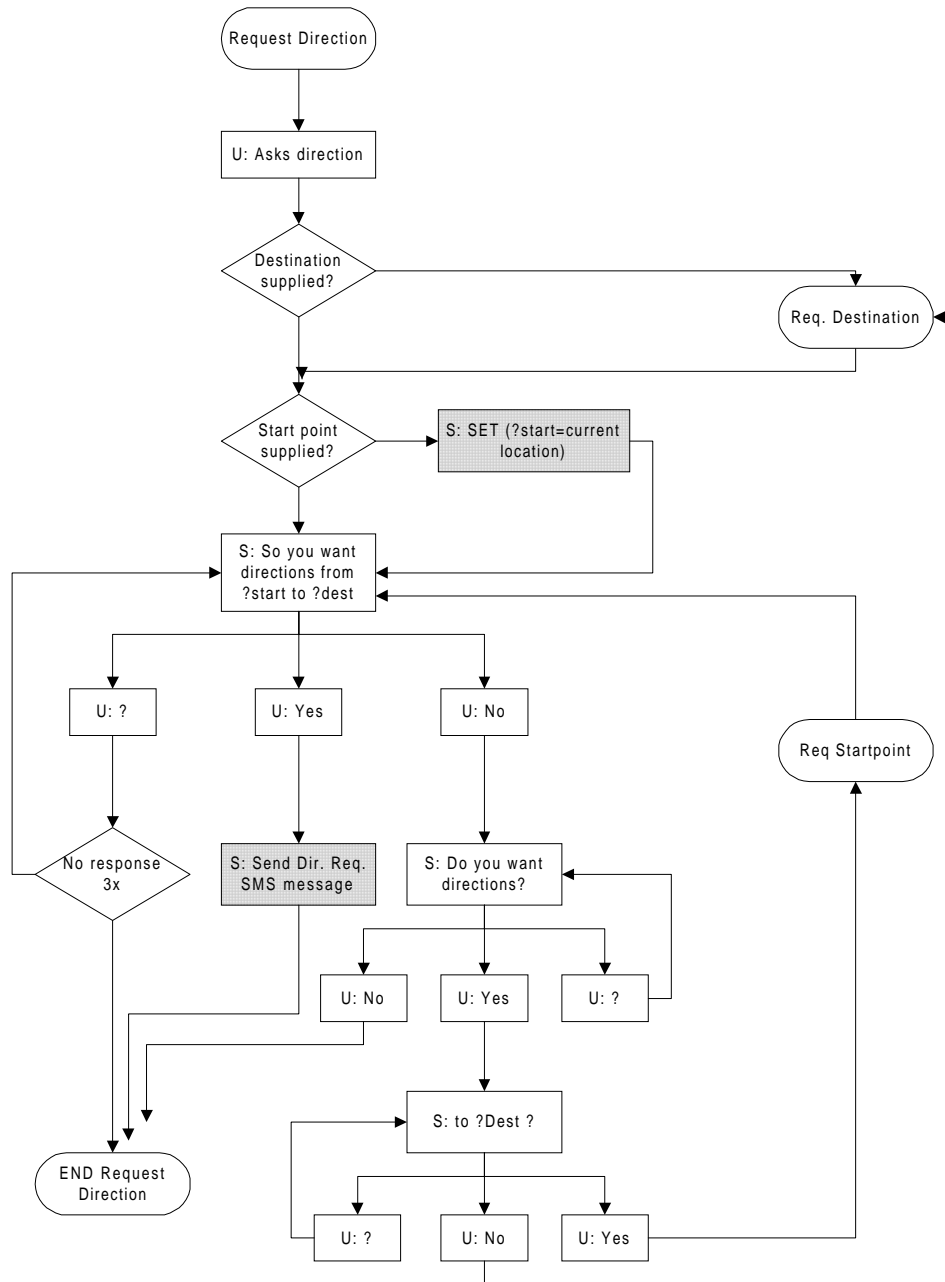 Request Direction
U: Asks direction
Destination
supplied?
Req. Destination
Start point
supplied?
S: SET (?start=current
location)
S: So you want
directions from
?start to ?dest
U: ?
U: Yes
U: No
Req Startpoint
No response
3x
S: Send Dir. Req.
SMS message
S: Do you want
directions?
U: No
U: Yes
U: ?
S: to ?Dest ?
END Request
Direction
U: ?
U: No
U: Yes